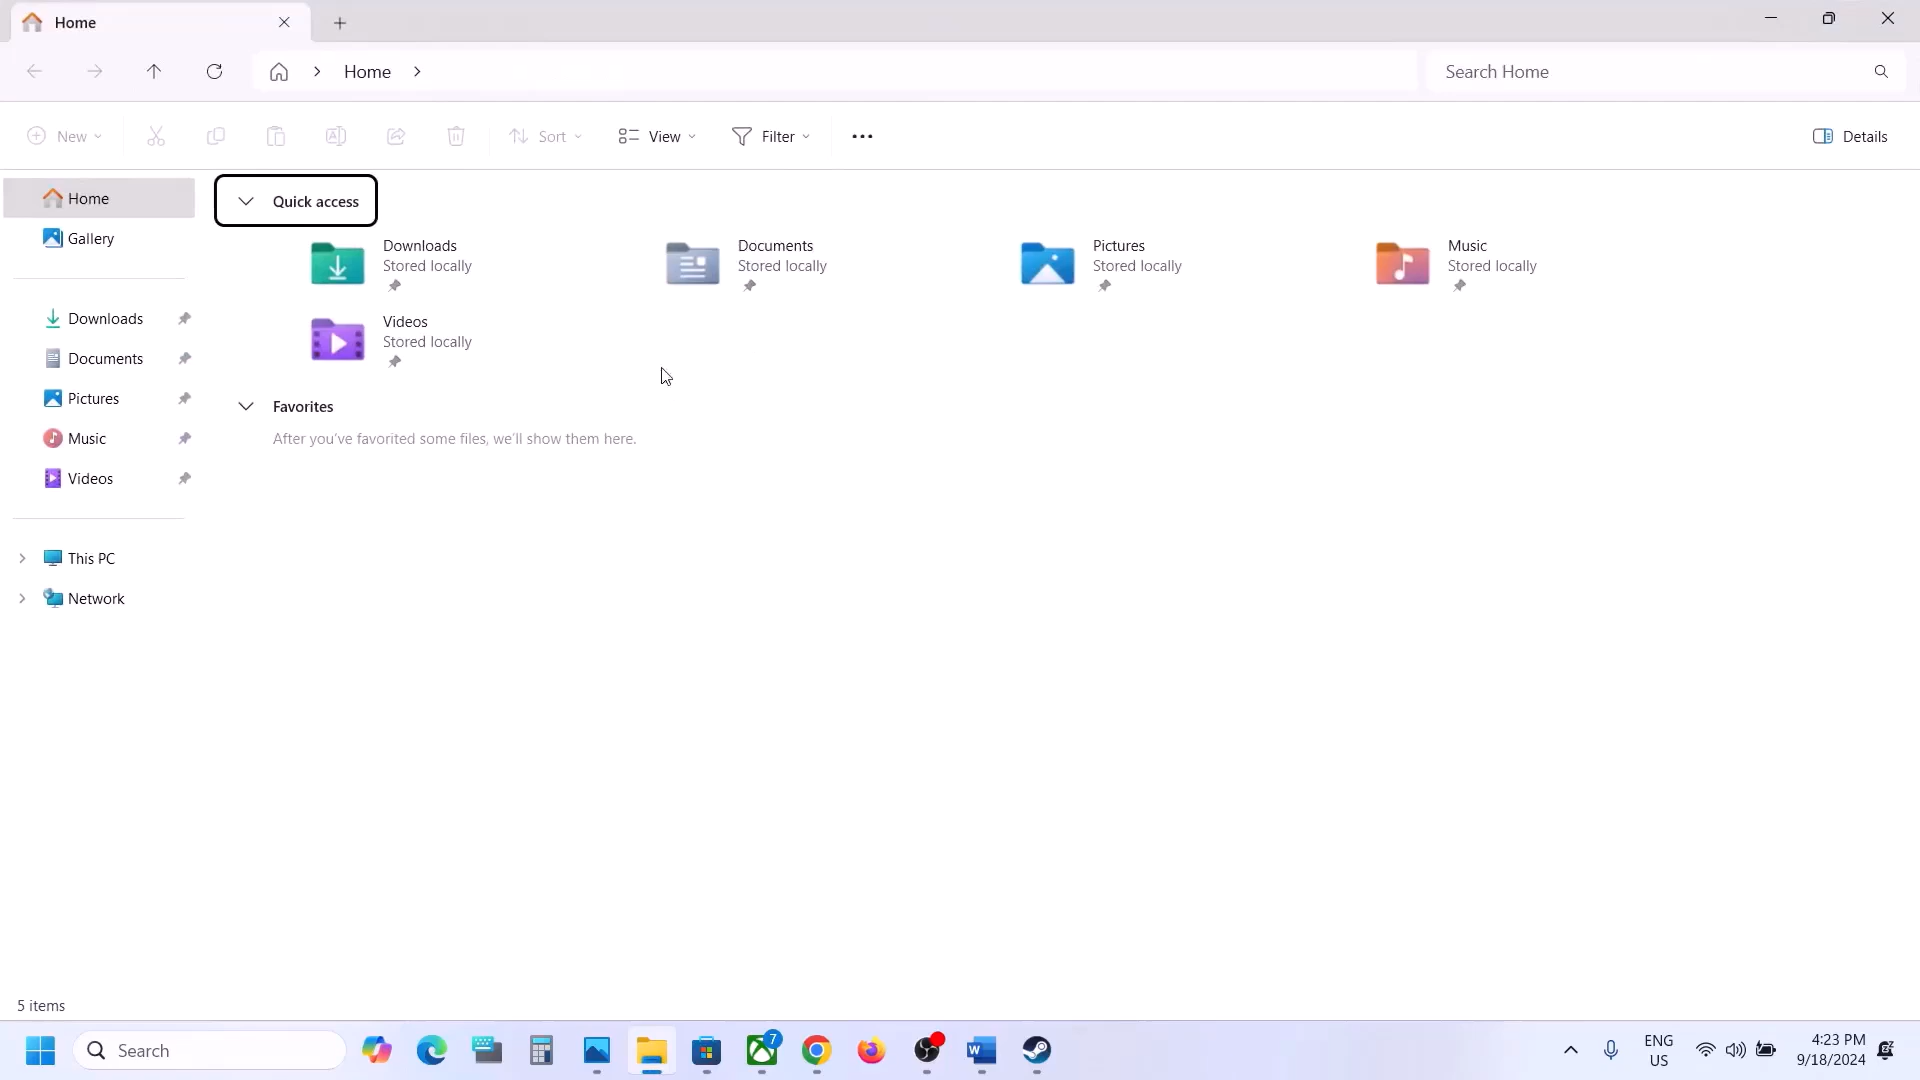 Home
Home
Search Home
New
Sort
View
Filter
Details
Home
Gallery
Downloads
Documents
Pictures
Music
Videos
This PC
Network
Quick access
Downloads
Stored locally
Documents
Stored locally
Pictures
Stored locally
Music
Stored locally
Videos
Stored locally
Favorites
After you've favorited some files, we'll show them here.
5 items
Search
7
ENG
US
4:23 PM
9/18/2024